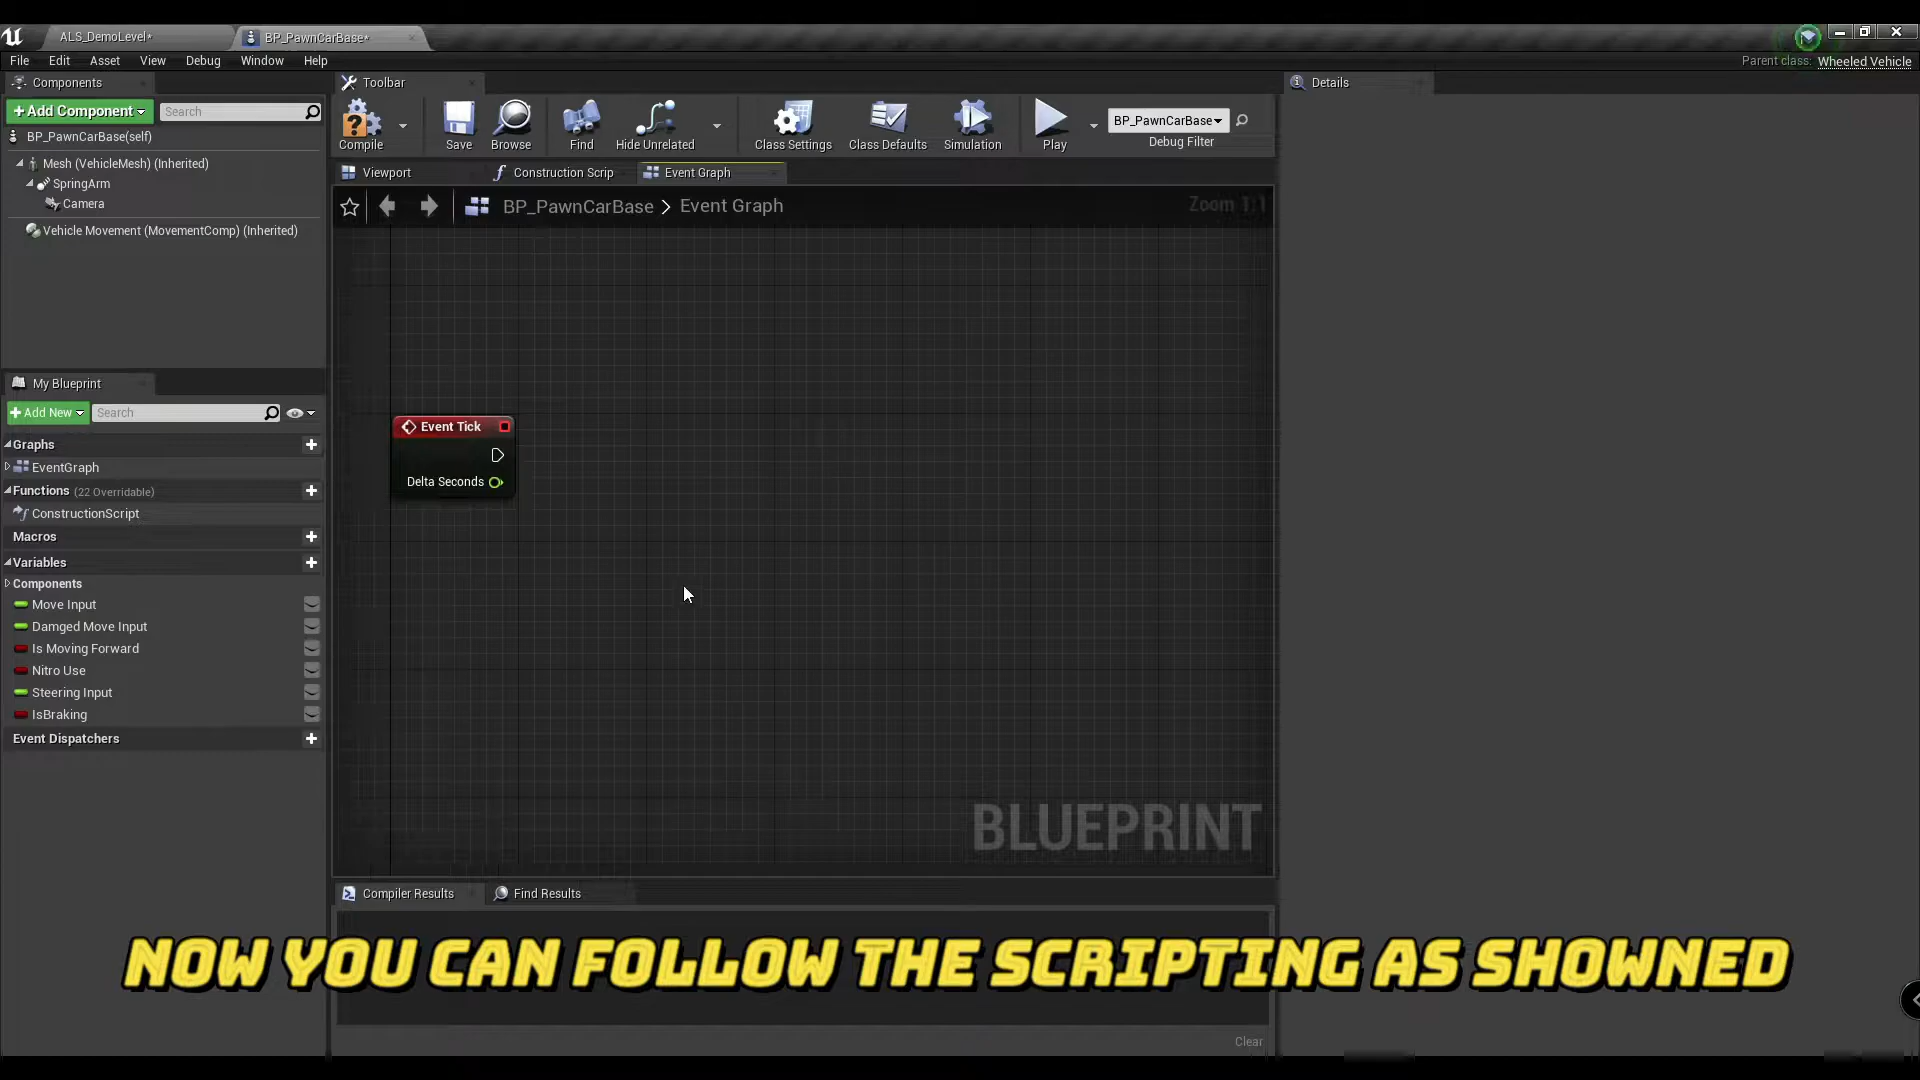 ALS_DemoLevel*
BP_PawnCarBase*
File Edit Asset View Debug Window Help
Parent class: Wheeled Vehicle
Components
Toolbar
Details
+Add Component
Search
BP_PawnCarBase(self)
Mesh (VehicleMesh) (Inherited)
SpringArm
Camera
Vehicle Movement (MovementComp) (Inherited)
Compile
Save
Browse
Find
Hide Unrelated
Class Settings
Class Defaults
Simulation
Play
BP_PawnCarBase
Debug Filter
Viewport
Construction Scrip
Event Graph
BP_PawnCarBase > Event Graph
Zoom 1:1
Event Tick
Delta Seconds
BLUEPRINT
My Blueprint
+Add New
Search
Graphs
EventGraph
Functions (22 Overridable)
ConstructionScript
Macros
Variables
Components
Move Input
Damged Move Input
Is Moving Forward
Nitro Use
Steering Input
IsBraking
Event Dispatchers
Compiler Results
Find Results
NOW YOU CAN FOLLOW THE SCRIPTING AS SHOWNED
Clear